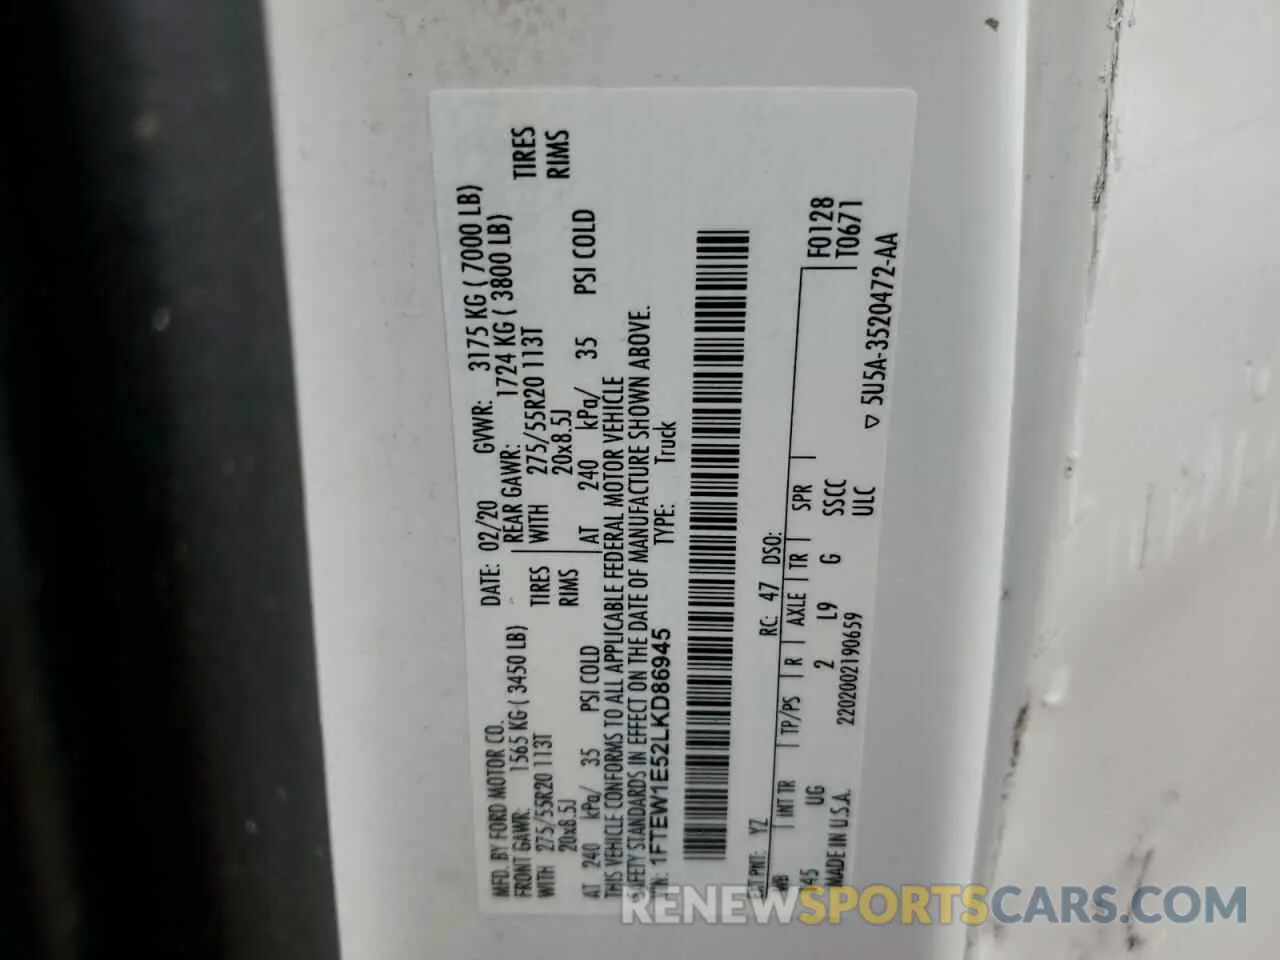 MFD. BY FORD MOTOR CO. DATE: 02/20 GVWR: 3175 KG ( 7000 LB)
FRONT GAWR: 1565 KG ( 3450 LB) REAR GAWR: 1724 KG ( 3800 LB)
WITH 275/55R20 113T TIRES WITH 275/55R20 113T TIRES
20x8.5J RIMS 20x8.5J RIMS
AT 240 kPa/ 35 PSI COLD AT 240 kPa/ 35 PSI COLD
THIS VEHICLE CONFORMS TO ALL APPLICABLE FEDERAL MOTOR VEHICLE
SAFETY STANDARDS IN EFFECT ON THE DATE OF MANUFACTURE SHOWN ABOVE.
1FTEW1E52LKD86945 TYPE: Truck
YZ RC: 47 DSO:
WB INT TR TP/PS R AXLE TR SPR F0128
145 UG 2 L9 G SSCC T0671
MADE IN U.S.A. 2202002190659 ULC
▽ 5U5A-3520472-AA
RENEWSPORTSCARS.COM